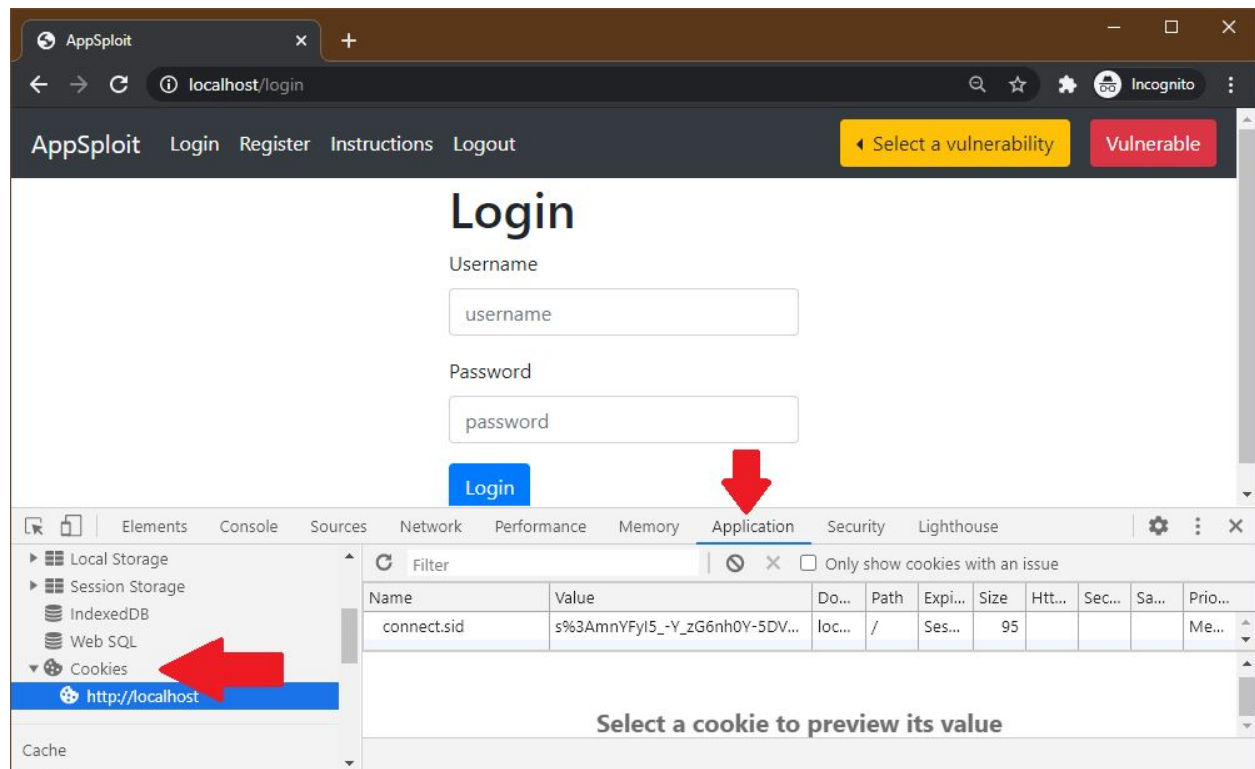 AppSploit
localhost/login
Incognito
AppSploit Login Register Instructions Logout Select a vulnerability Vulnerable
Login
Username
username
Password
password
Login
Elements Console Sources Network Performance Memory Application Security Lighthouse
Local Storage
Session Storage
IndexedDB
Web SQL
Cookies
http://localhost
Cache
Filter Only show cookies with an issue
Name Value Do... Path Expi... Size Htt... Sec... Sa... Prio...
connect.sid s%3AmnYFyI5_-Y_zG6nh0Y-5DV... loc... / Ses... 95 Me...
Select a cookie to preview its value